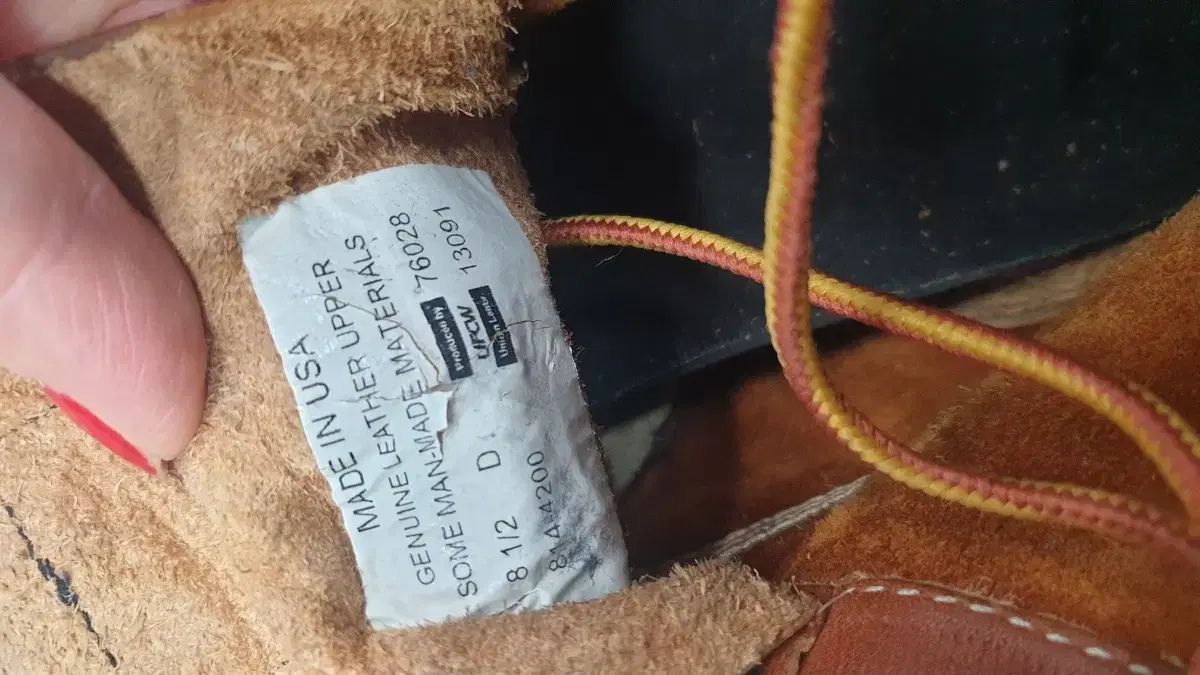 MADE IN USA
GENUINE LEATHER UPPER
SOME MAN-MADE MATERIALS
Produced by 76028
UFCW
Union Labor 13091
8 1/2 D
814 4200